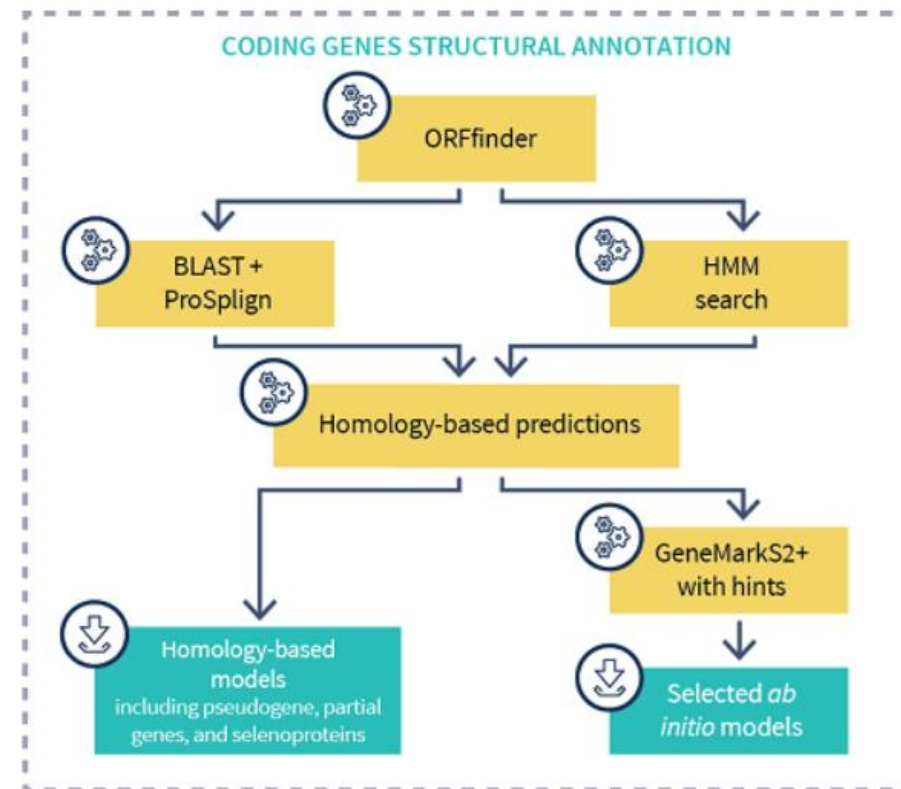 CODING GENES STRUCTURAL ANNOTATION
ORFfinder
BLAST +
ProSplign
HMM
search
Homology-based predictions
GeneMarkS2+
with hints
Homology-based
models
including pseudogene, partial
genes, and selenoproteins
Selected ab
initio models